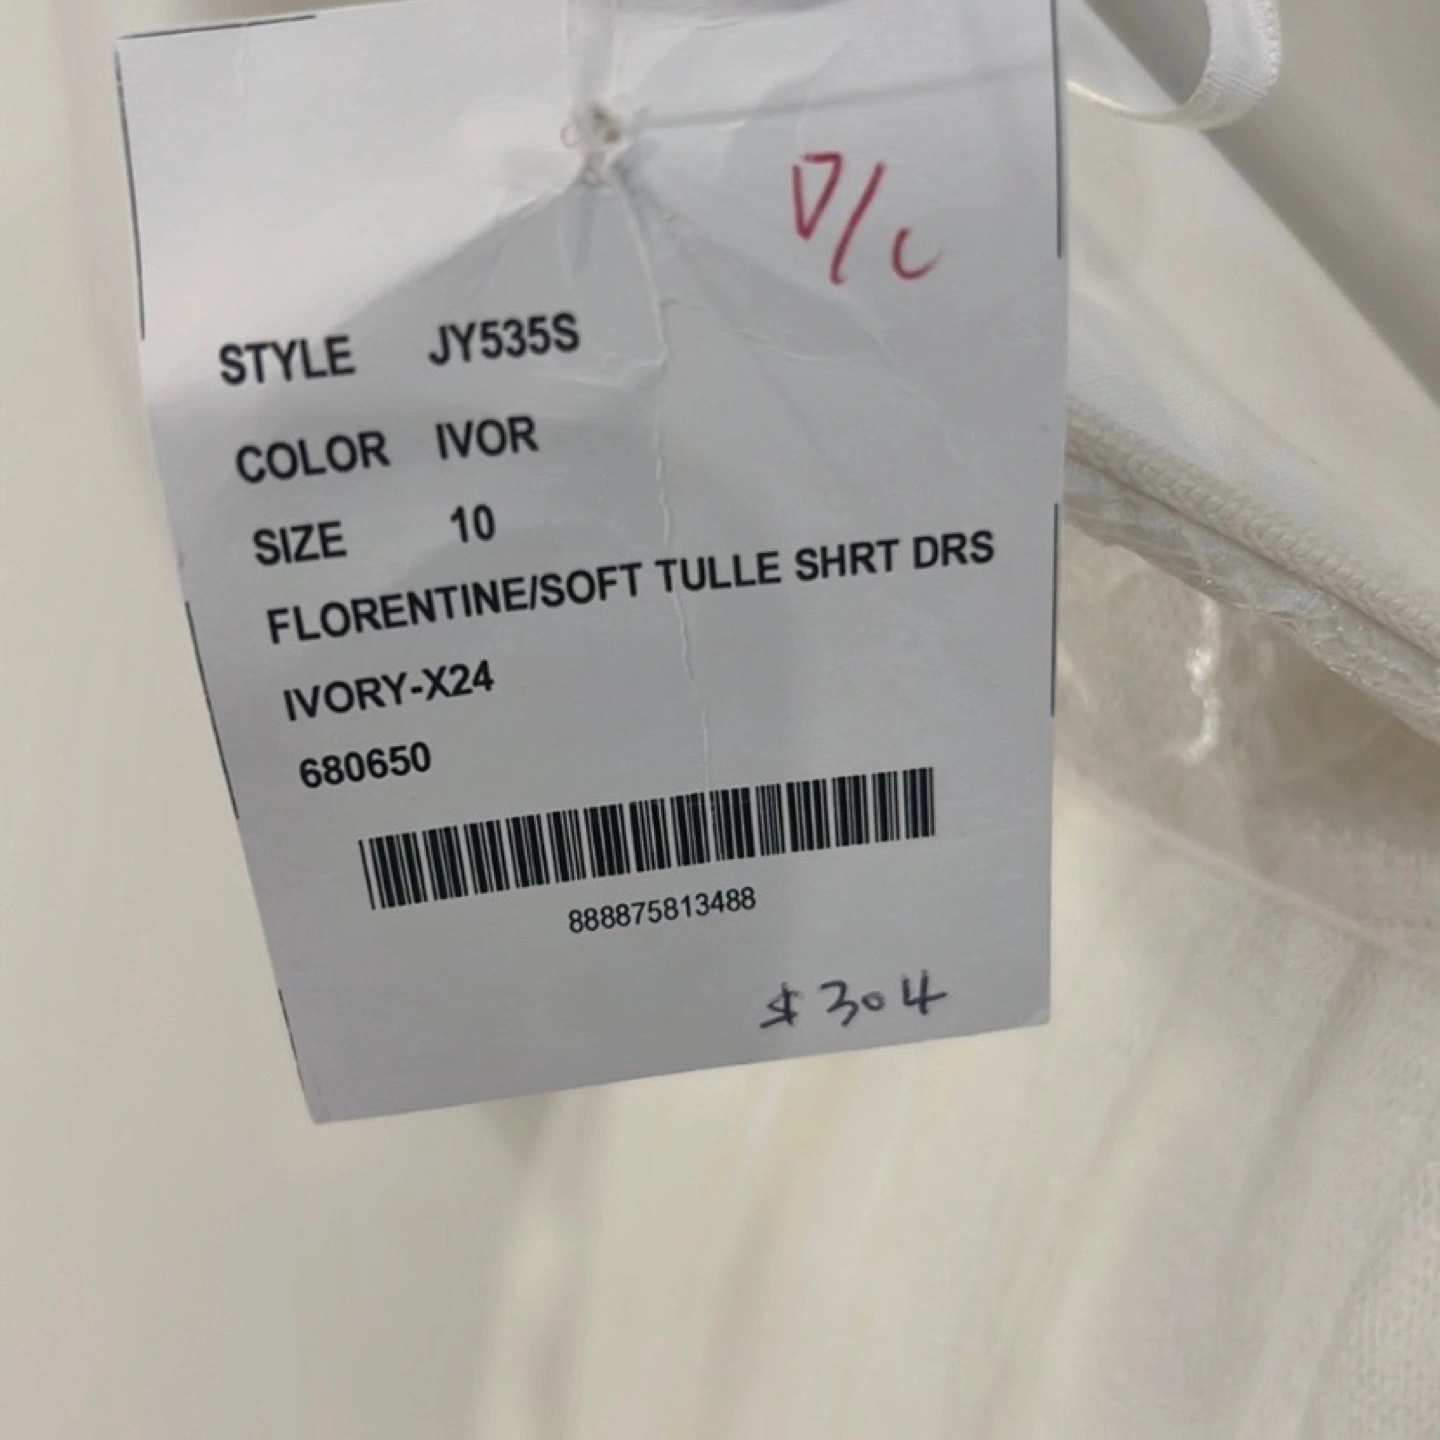 D/C
STYLE JY535S
COLOR IVOR
SIZE 10
FLORENTINE/SOFT TULLE SHRT DRS
IVORY-X24
680650
888875813488
$304